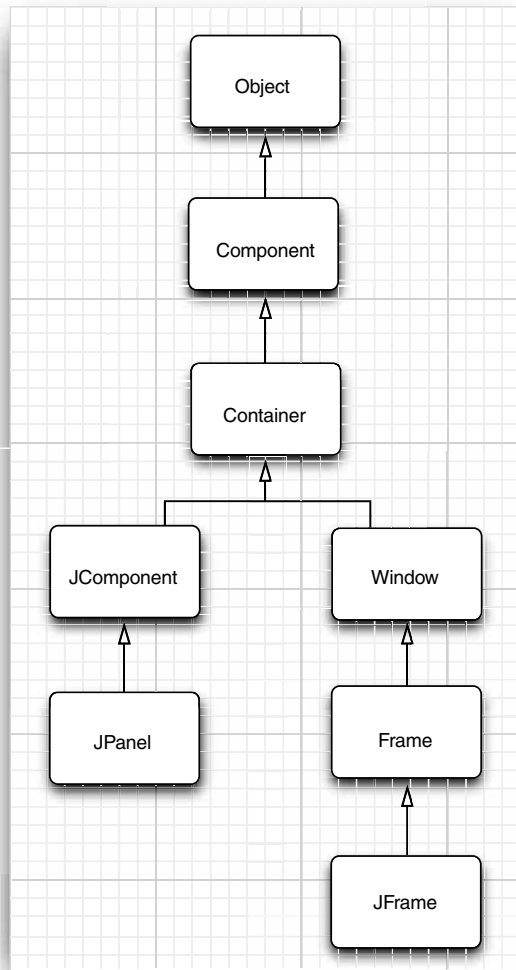 Object
Component
Container
JComponent
Window
JPanel
Frame
JFrame